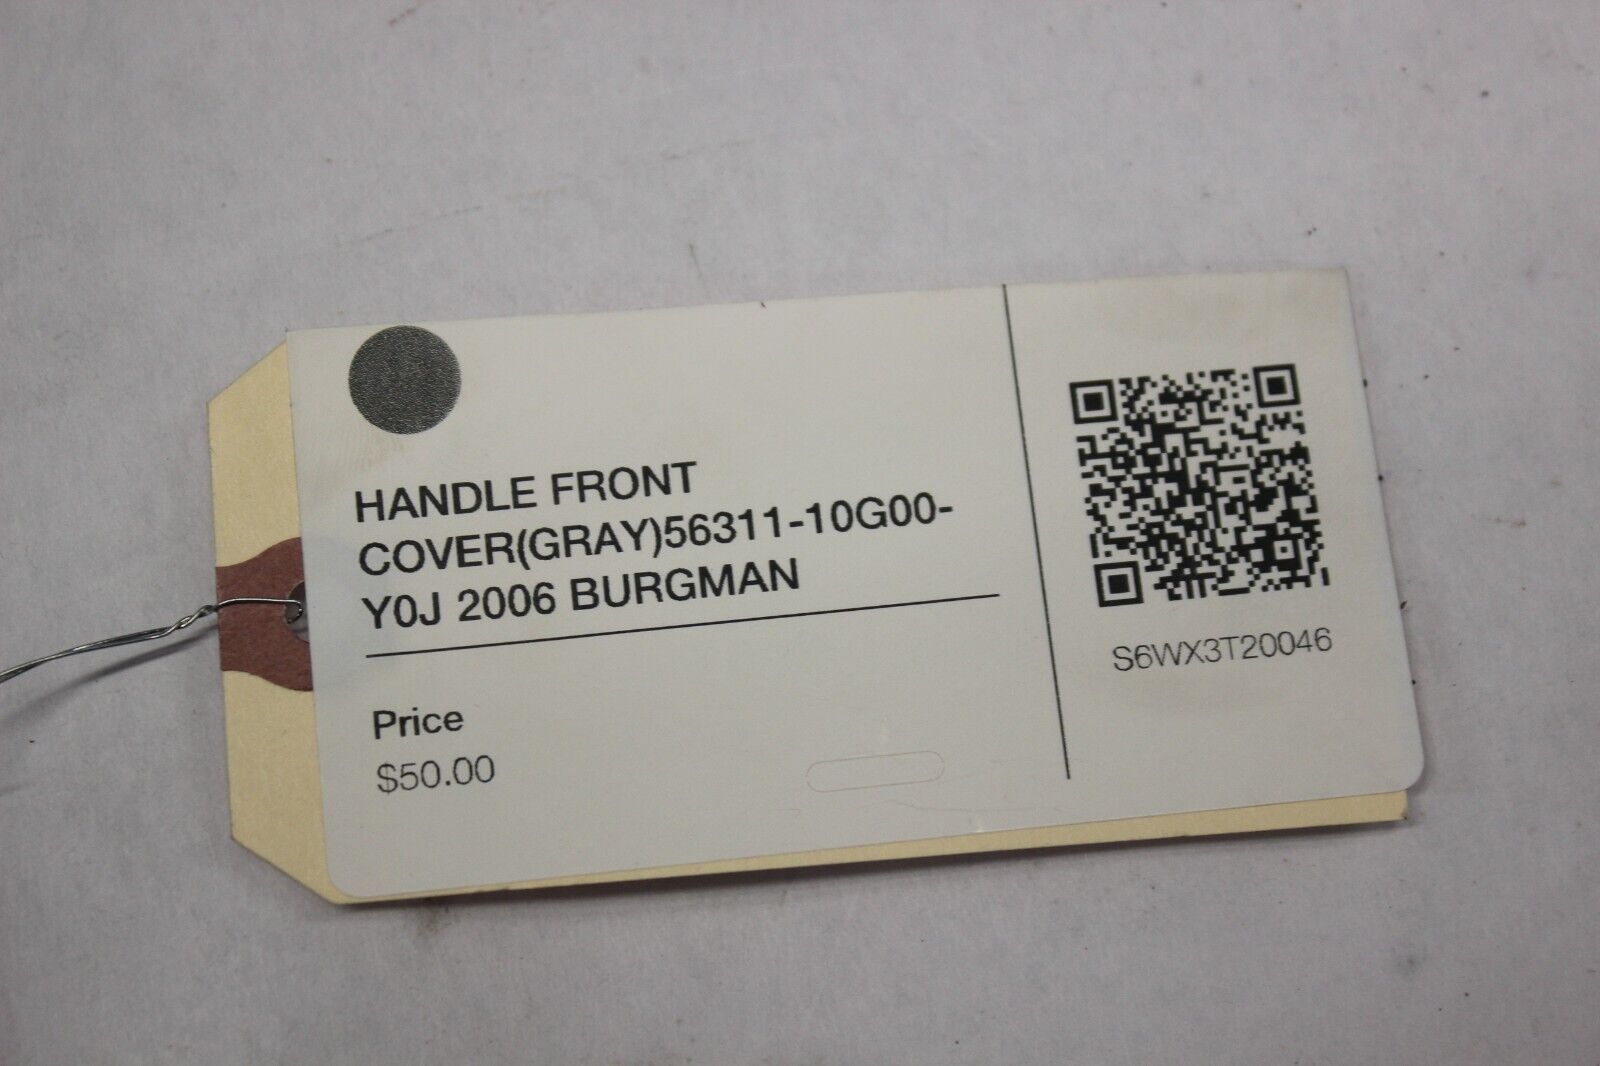 HANDLE FRONT
COVER(GRAY)56311-10G00-
Y0J 2006 BURGMAN
Price
$50.00
S6WX3T20046